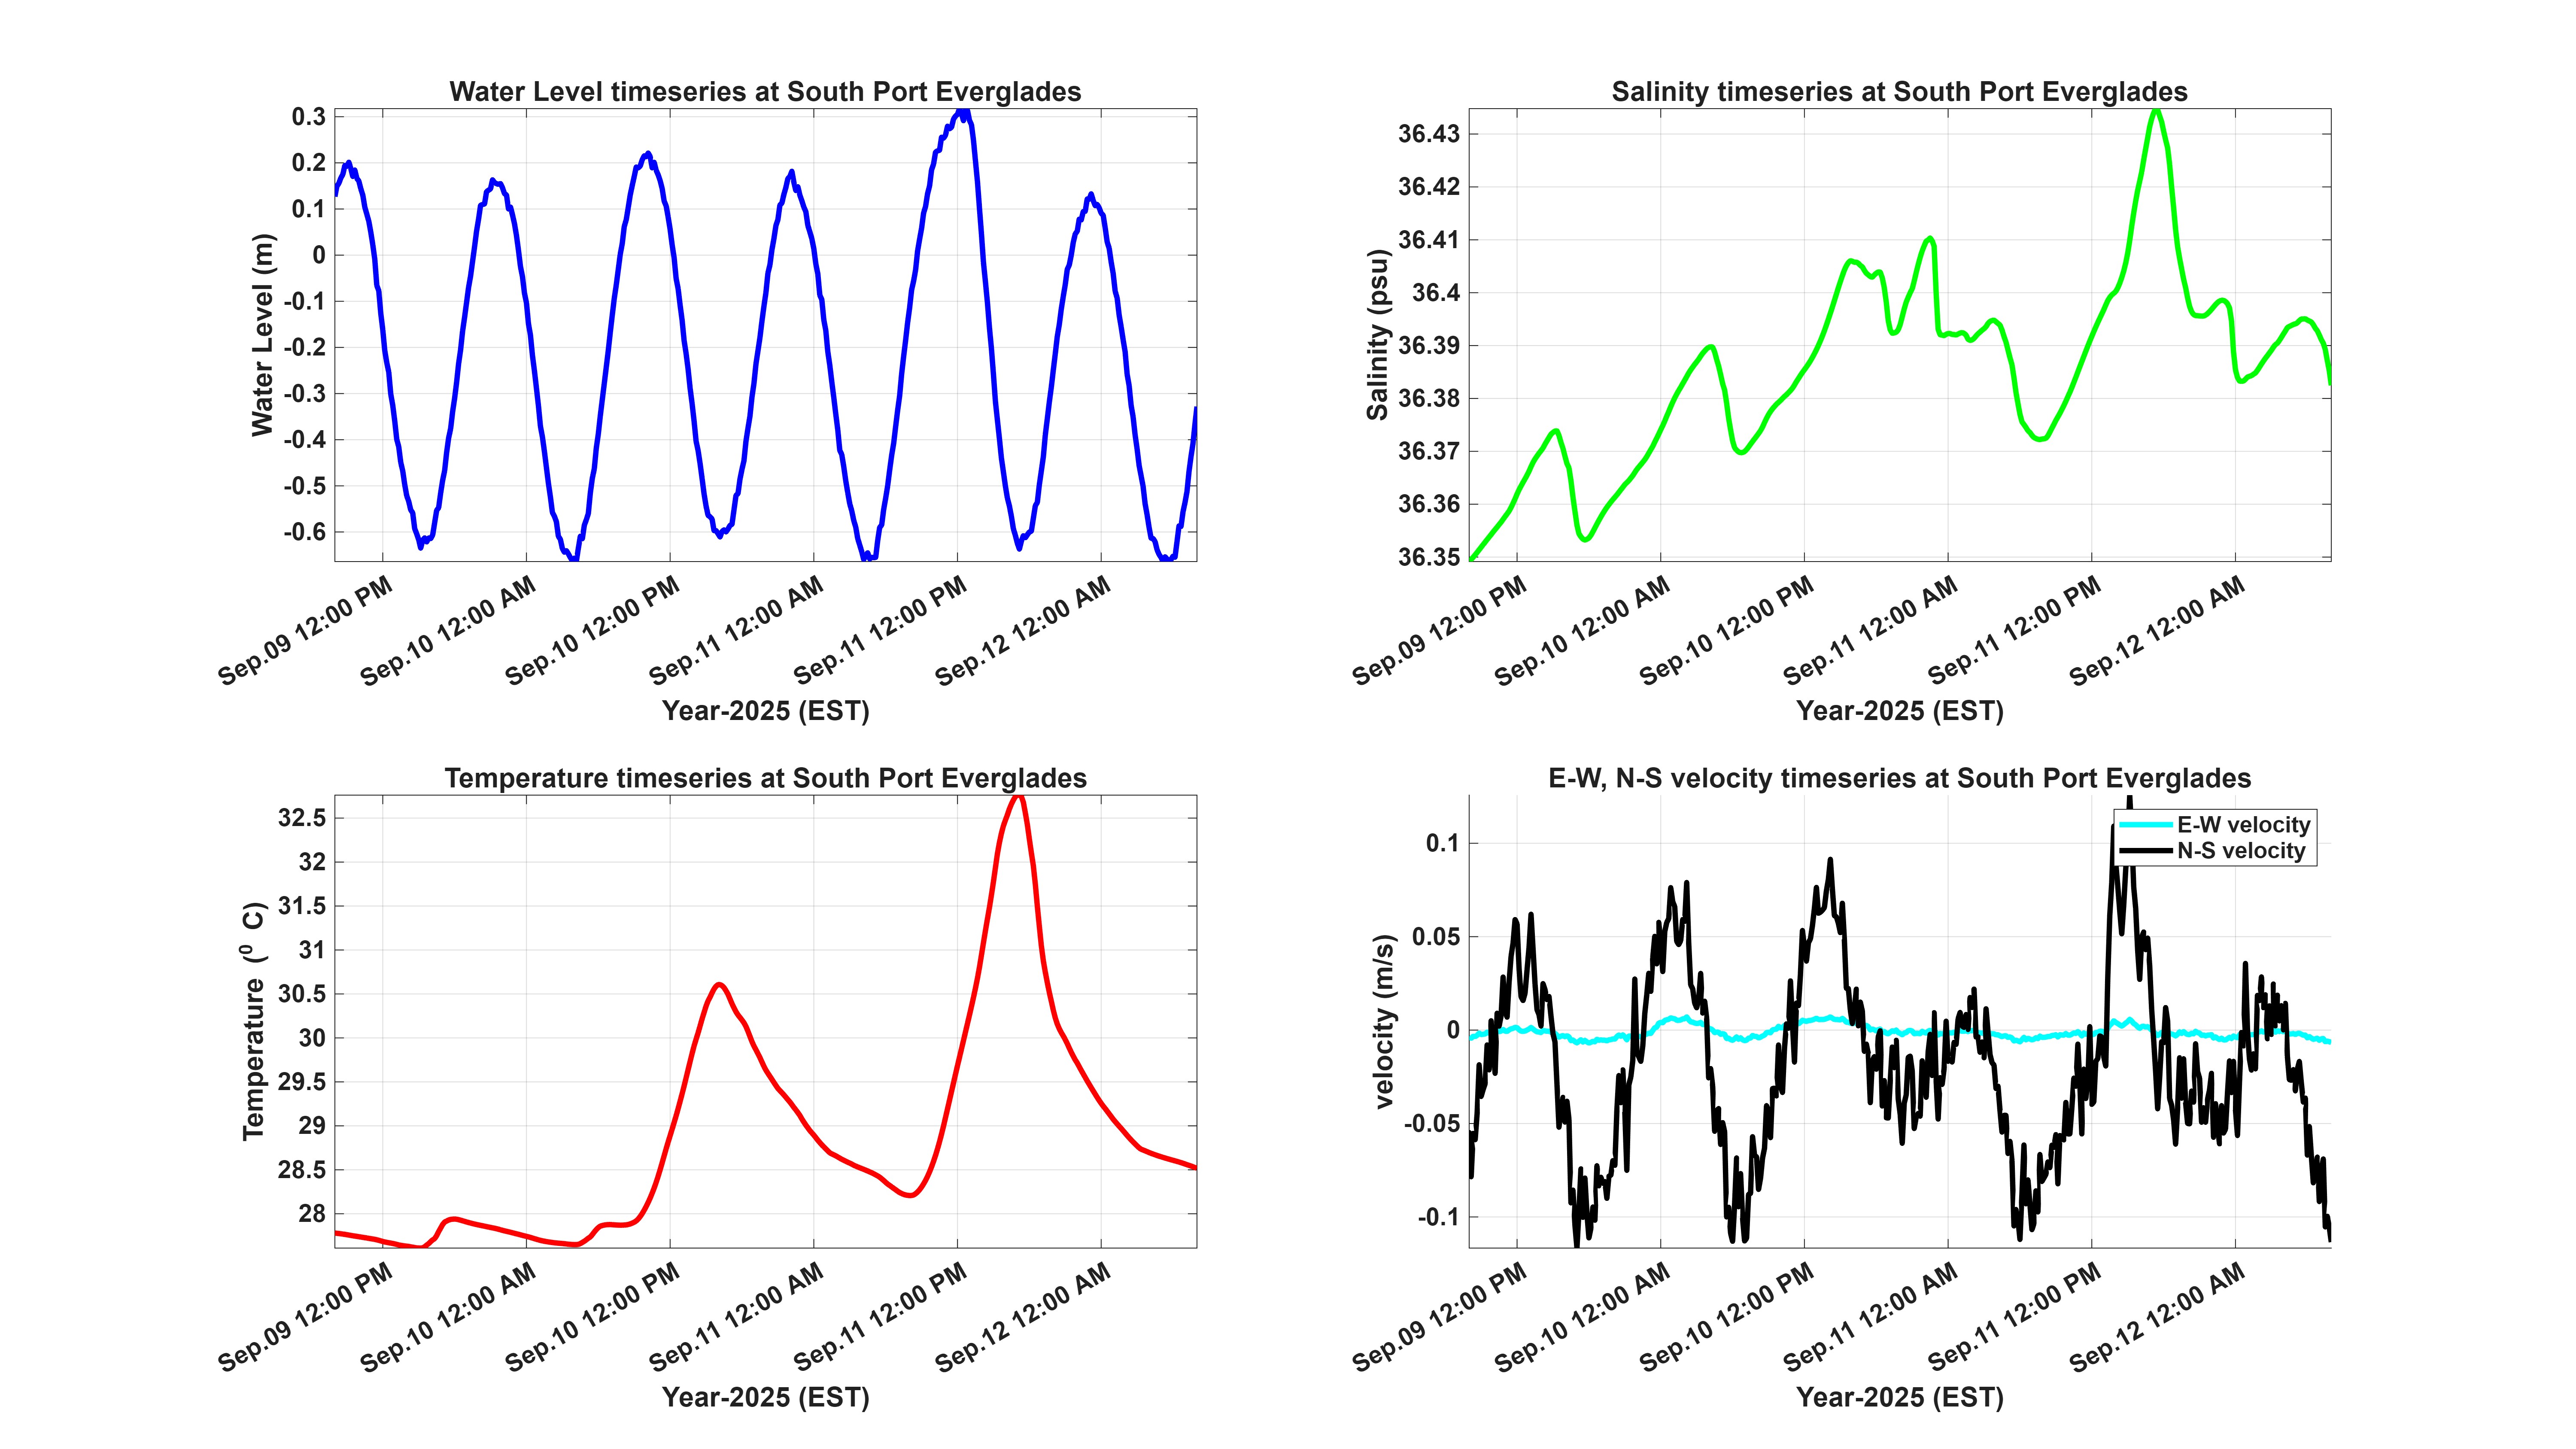 Water Level timeseries at South Port Everglades
0.3
0.2
0.1
0
-0.1
-0.2
-0.3
-0.4
-0.5
-0.6
Water Level (m)
Sep.09 12:00 PM
Sep.10 12:00 AM
Sep.10 12:00 PM
Sep.11 12:00 AM
Sep.11 12:00 PM
Sep.12 12:00 AM
Year-2025 (EST)
Salinity timeseries at South Port Everglades
36.43
36.42
36.41
36.4
36.39
36.38
36.37
36.36
36.35
Salinity (psu)
Sep.09 12:00 PM
Sep.10 12:00 AM
Sep.10 12:00 PM
Sep.11 12:00 AM
Sep.11 12:00 PM
Sep.12 12:00 AM
Year-2025 (EST)
Temperature timeseries at South Port Everglades
32.5
32
31.5
31
30.5
30
29.5
29
28.5
28
Temperature (⁰ C)
Sep.09 12:00 PM
Sep.10 12:00 AM
Sep.10 12:00 PM
Sep.11 12:00 AM
Sep.11 12:00 PM
Sep.12 12:00 AM
Year-2025 (EST)
E-W, N-S velocity timeseries at South Port Everglades
E-W velocity
N-S velocity
0.1
0.05
0
-0.05
-0.1
velocity (m/s)
Sep.09 12:00 PM
Sep.10 12:00 AM
Sep.10 12:00 PM
Sep.11 12:00 AM
Sep.11 12:00 PM
Sep.12 12:00 AM
Year-2025 (EST)